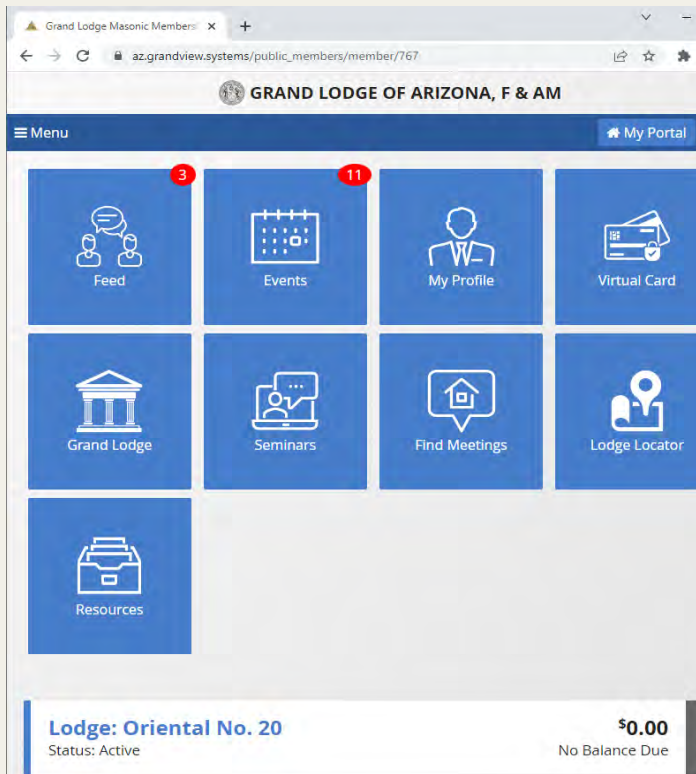 Grand Lodge Masonic Members
az.grandview.systems/public_members/member/767
GRAND LODGE OF ARIZONA, F & AM
Menu My Portal
3 11
Feed Events My Profile Virtual Card
Grand Lodge Seminars Find Meetings Lodge Locator
Resources
Lodge: Oriental No. 20 $0.00
Status: Active No Balance Due